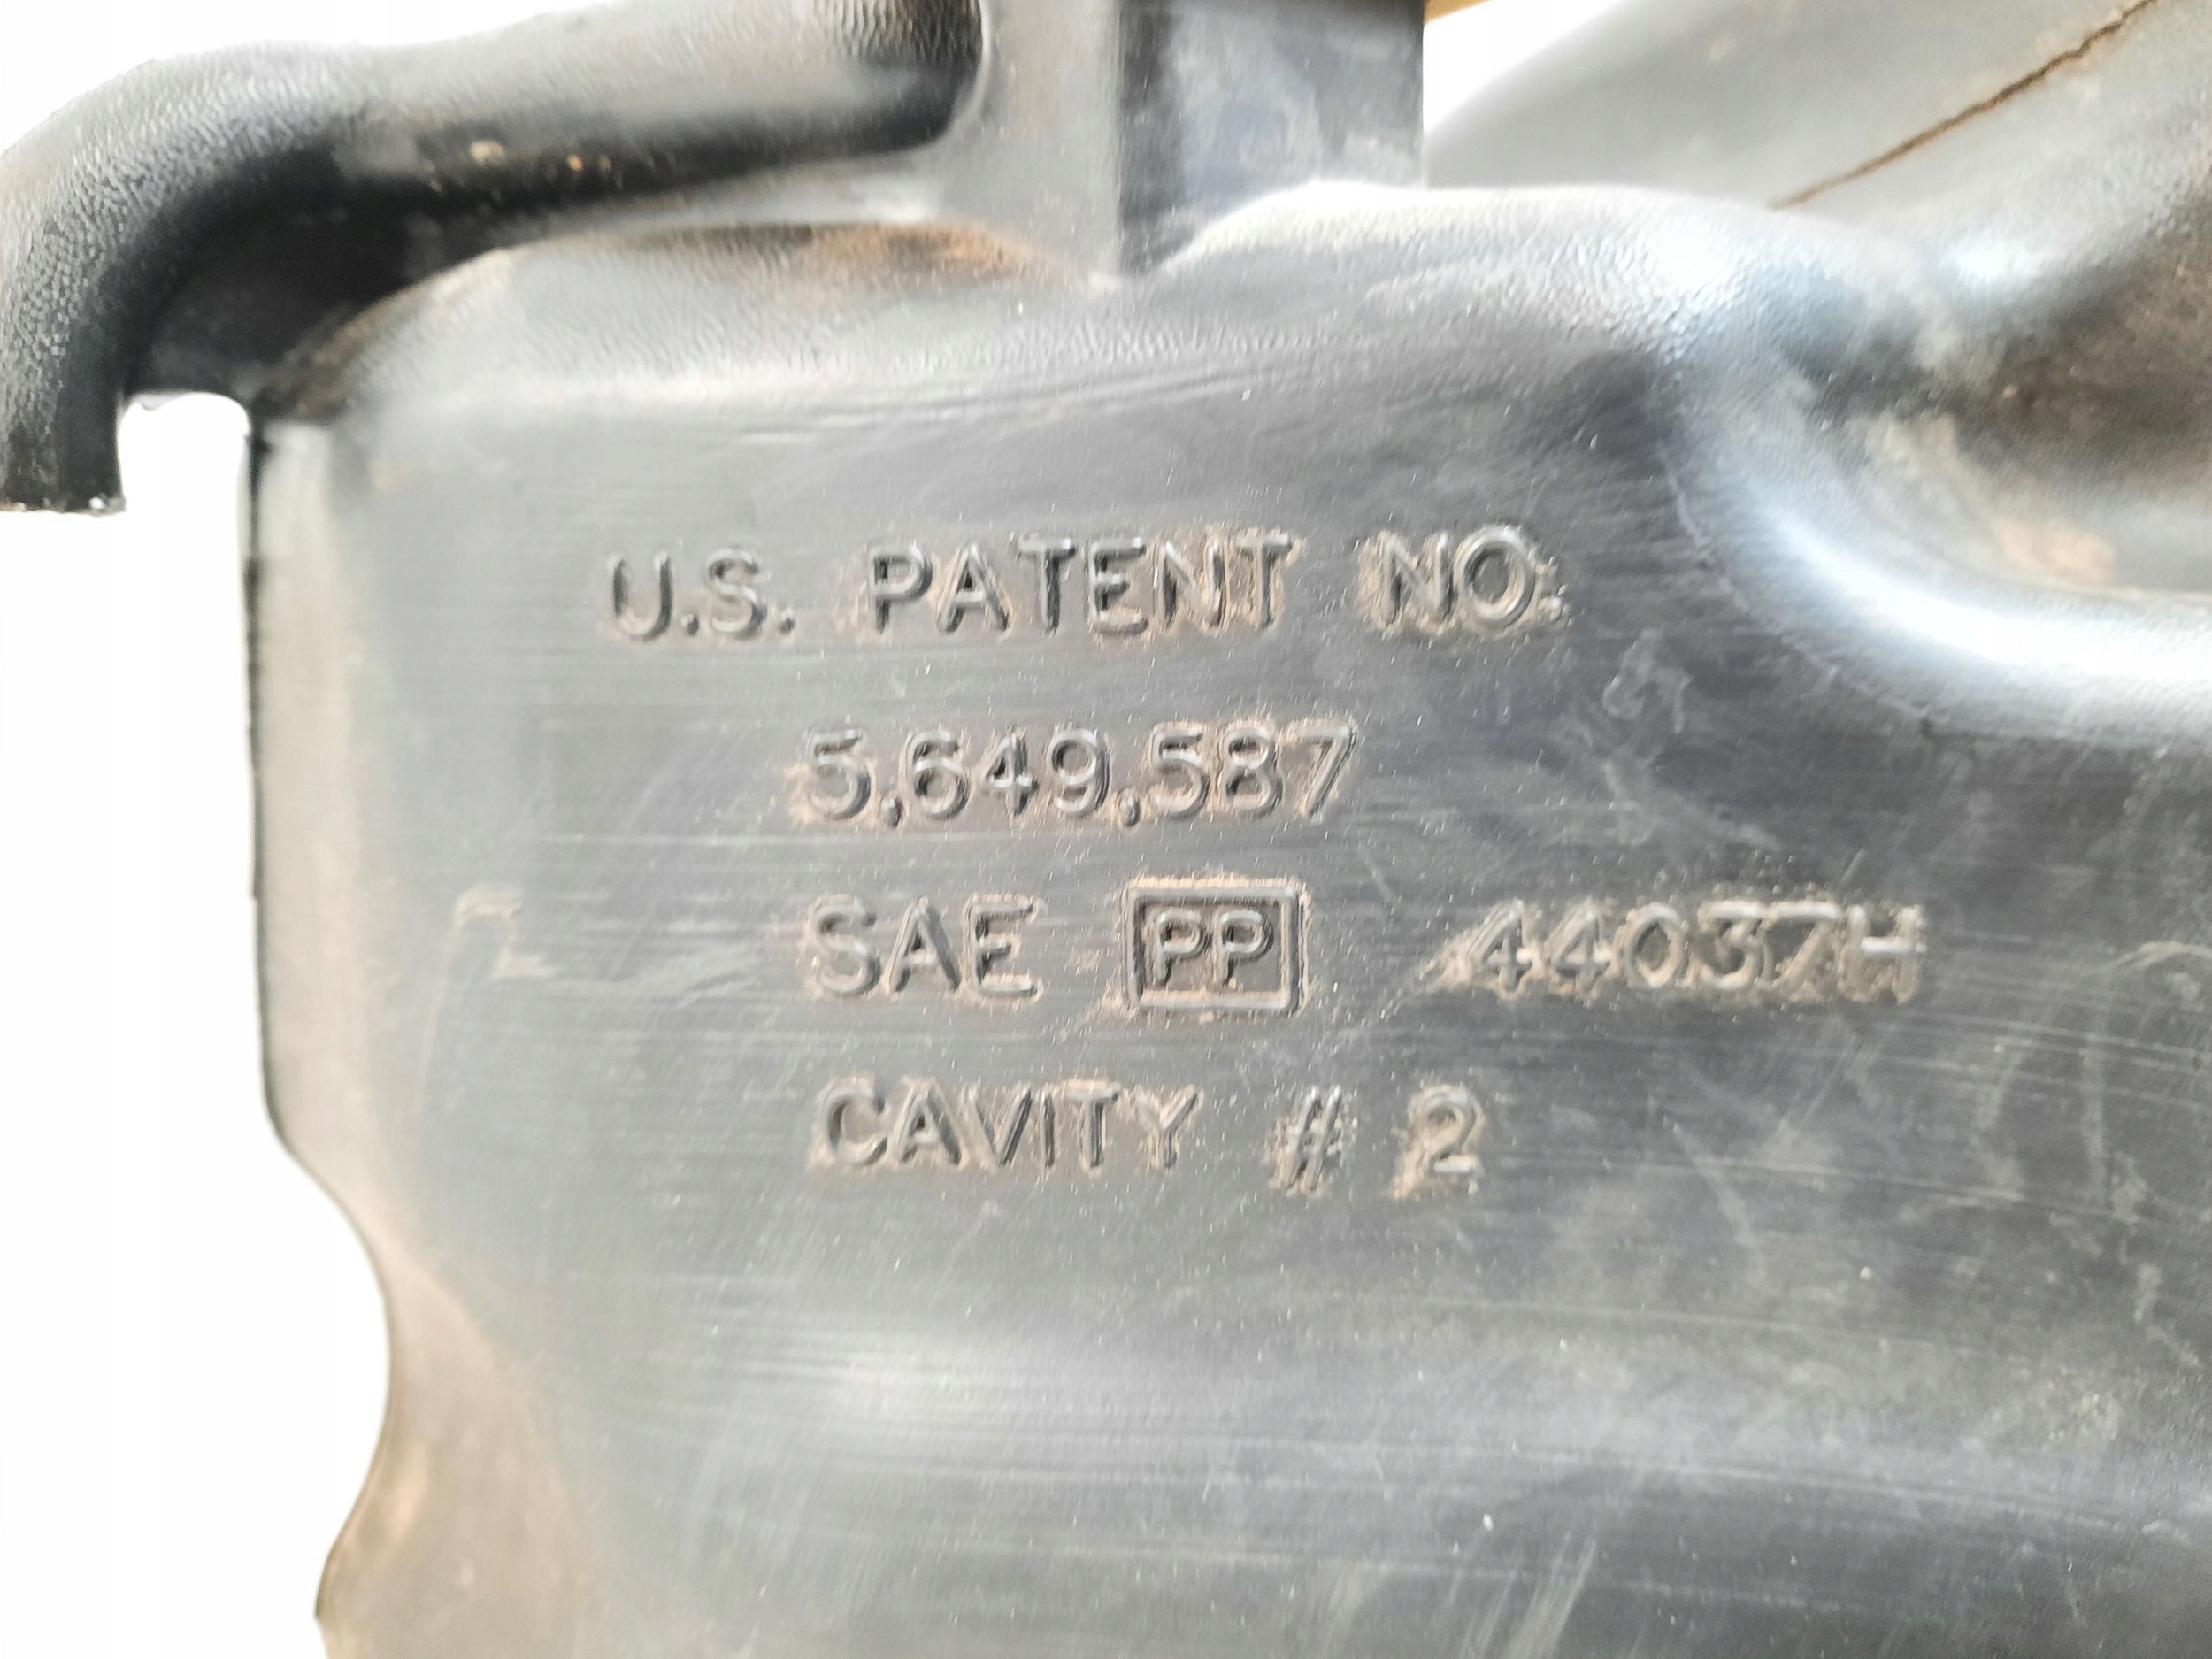 U.S. PATENT NO.
5,649,587
SAE PP 44037H
CAVITY # 2